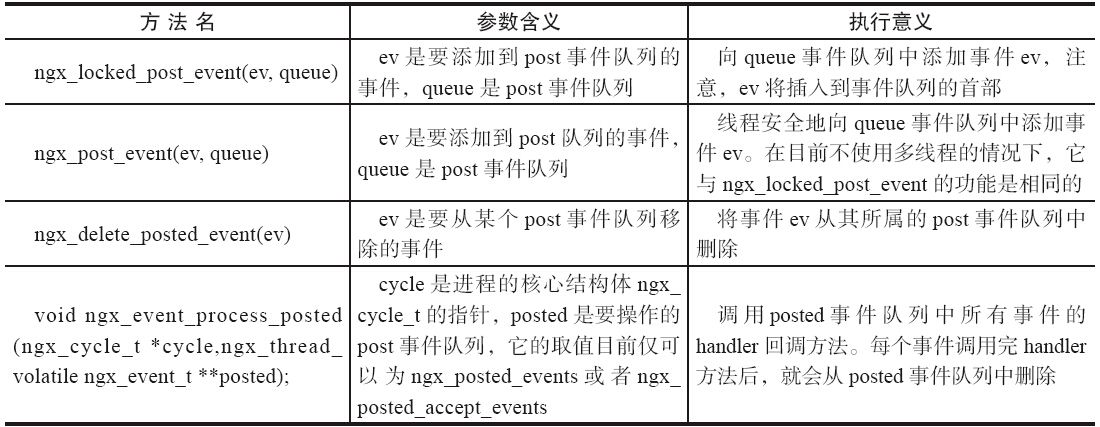 方 法 名
参数含义
执行意义
ngx_locked_post_event(ev, queue)
ev 是要添加到 post 事件队列的
事件，queue 是 post 事件队列
向 queue 事件队列中添加事件 ev，注
意，ev 将插入到事件队列的首部
ngx_post_event(ev, queue)
ev 是要添加到 post 队列的事件，
queue 是 post 事件队列
线程安全地向 queue 事件队列中添加事
件 ev。在目前不使用多线程的情况下，它
与 ngx_locked_post_event 的功能是相同的
ngx_delete_posted_event(ev)
ev 是要从某个 post 事件队列移
除的事件
将事件 ev 从其所属的 post 事件队列中
删除
void ngx_event_process_posted
(ngx_cycle_t *cycle,ngx_thread_
volatile ngx_event_t **posted);
cycle 是进程的核心结构体 ngx_
cycle_t 的指针，posted 是要操作的
post 事件队列，它的取值目前仅可
以为 ngx_posted_events 或者 ngx_
posted_accept_events
调用 posted 事件队列中所有事件的
handler 回调方法。每个事件调用完 handler
方法后，就会从 posted 事件队列中删除